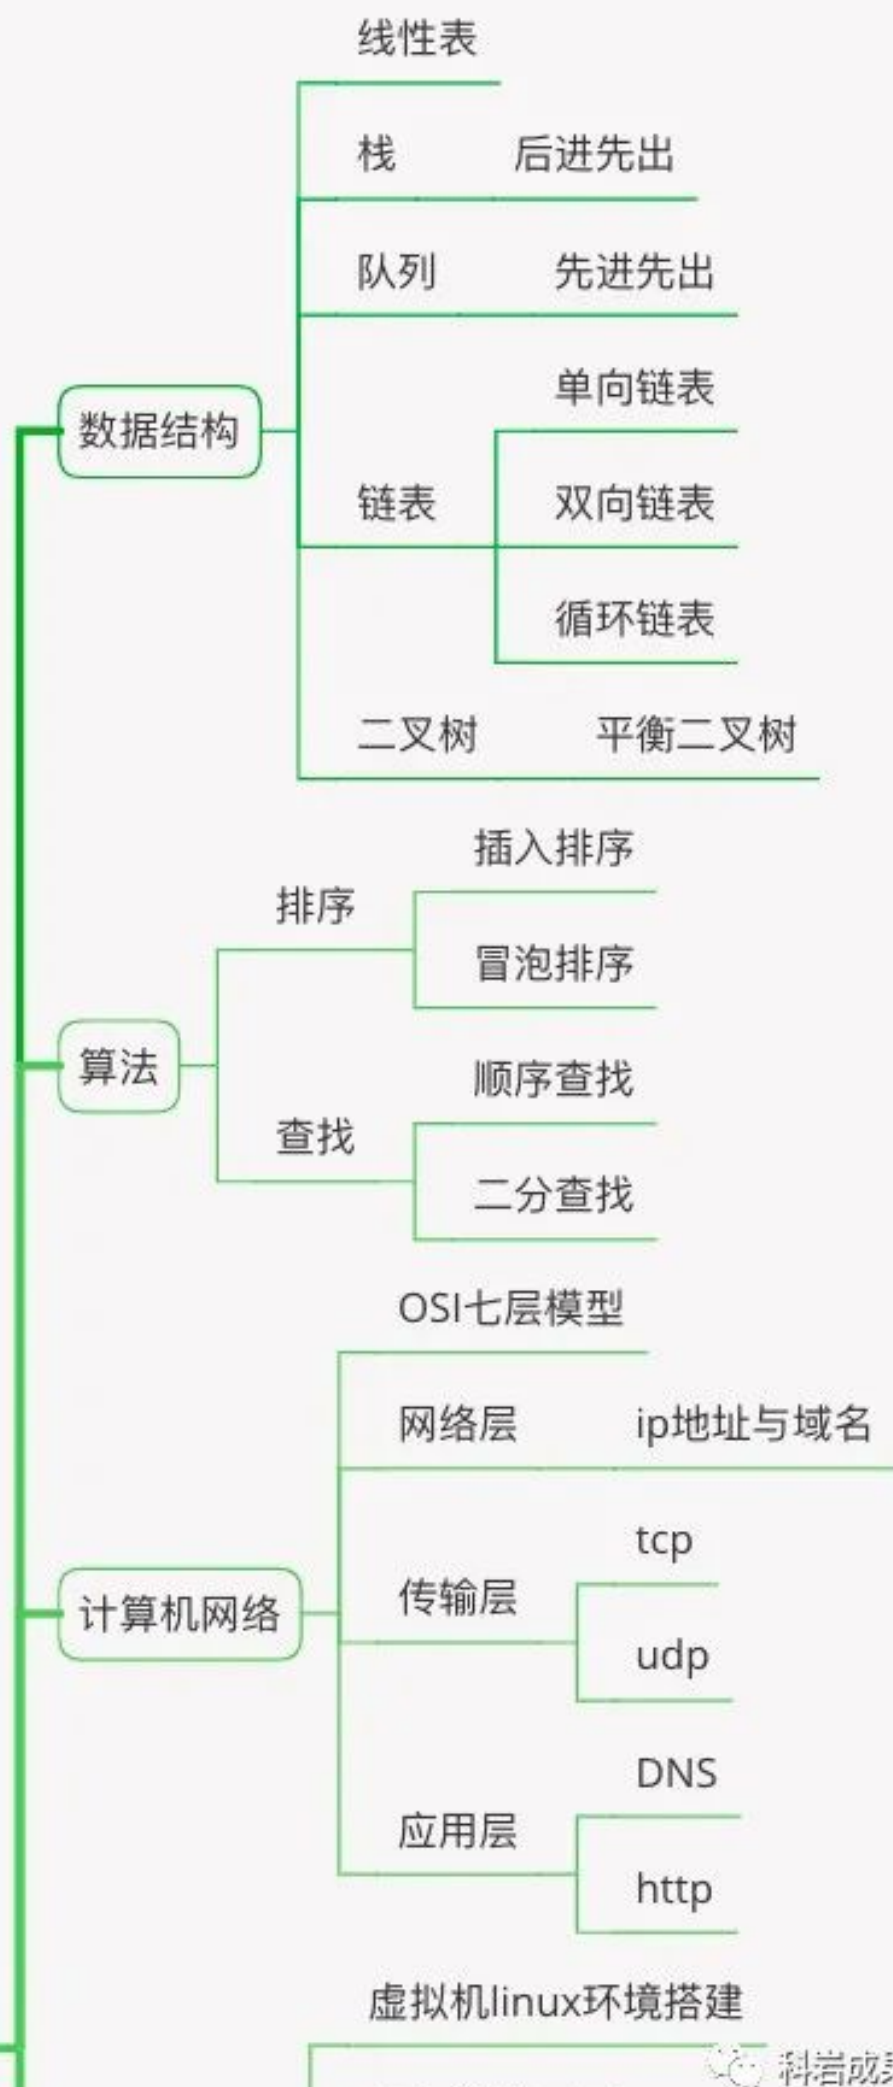 线性表
栈 后进先出
队列 先进先出
单向链表
数据结构
链表 双向链表
循环链表
二叉树 平衡二叉树
插入排序
排序
冒泡排序
算法
顺序查找
查找
二分查找
OSI七层模型
网络层 ip地址与域名
tcp
传输层
计算机网络
udp
DNS
应用层
http
虚拟机linux环境搭建
科岩成果